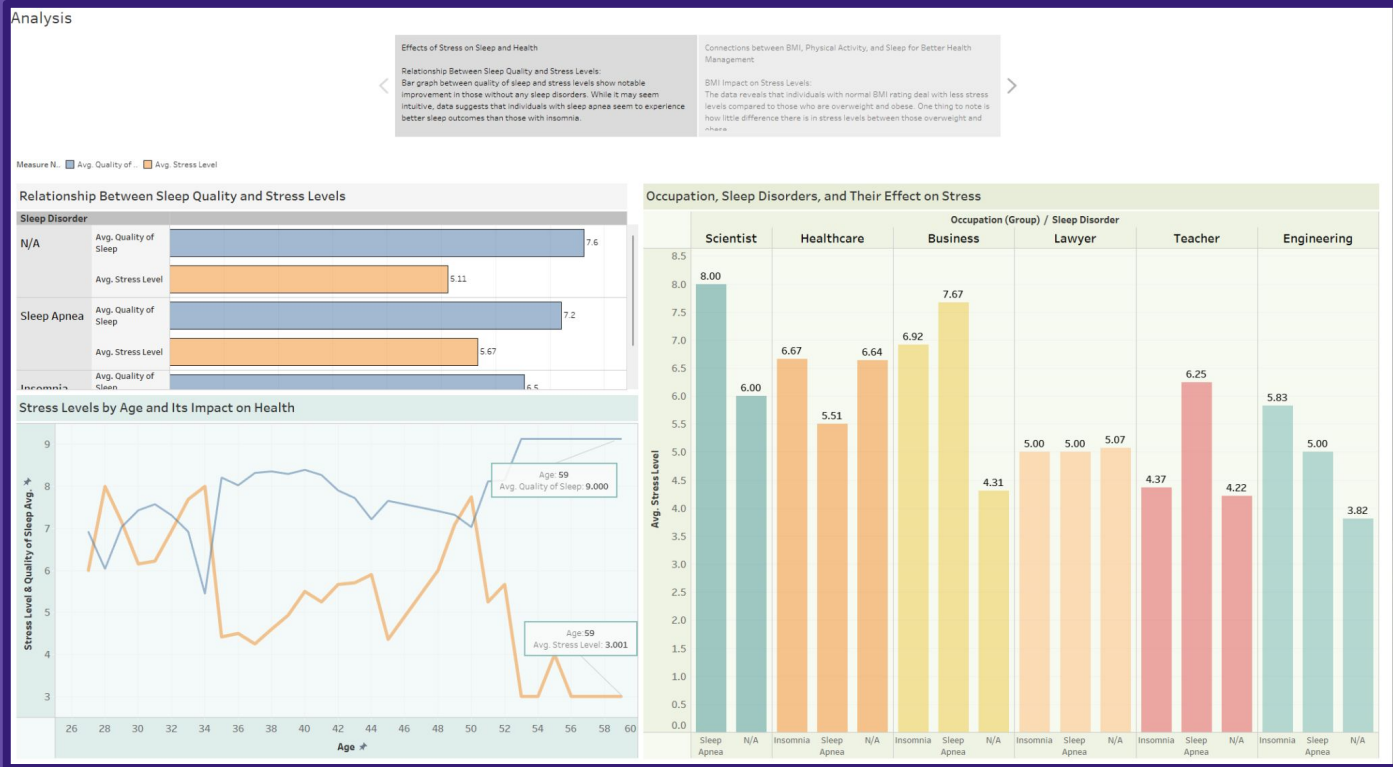 Analysis
Effects of Stress on Sleep and Health
Relationship Between Sleep Quality and Stress Levels:
Bar graph between quality of sleep and stress levels show notable
improvement in those without any sleep disorders. While it may seem
intuitive, data suggests that individuals with sleep apnea seem to experience
better sleep outcomes than those with insomnia.
Connections between BMI, Physical Activity, and Sleep for Better Health
Management
BMI Impact on Stress Levels:
The data reveals that individuals with normal BMI rating deal with less stress
levels compared to those who are overweight and obese. One thing to note is
how little difference there is in stress levels between those overweight and
obese.
Measure N.. Avg. Quality of .. Avg. Stress Level
Relationship Between Sleep Quality and Stress Levels
Sleep Disorder
N/A
Avg. Quality of
Sleep
7.6
Avg. Stress Level
5.11
Sleep Apnea
Avg. Quality of
Sleep
7.2
Avg. Stress Level
5.67
Insomnia
Avg. Quality of
Sleep
6.5
Stress Levels by Age and Its Impact on Health
Stress Level & Quality of Sleep Avg.
9
8
7
6
5
4
3
Age: 59
Avg. Quality of Sleep: 9.000
Age: 59
Avg. Stress Level: 3.001
26 28 30 32 34 36 38 40 42 44 46 48 50 52 54 56 58 60
Age
Occupation, Sleep Disorders, and Their Effect on Stress
Occupation (Group) / Sleep Disorder
Scientist Healthcare Business Lawyer Teacher Engineering
Avg. Stress Level
8.5
8.0
7.5
7.0
6.5
6.0
5.5
5.0
4.5
4.0
3.5
3.0
2.5
2.0
1.5
1.0
0.5
0.0
8.00 6.00 6.67 5.51 6.64 6.92 7.67 4.31 5.00 5.00 5.07 4.37 6.25 4.22 5.83 5.00 3.82
Sleep Apnea N/A Insomnia Sleep Apnea N/A Insomnia Sleep Apnea N/A Insomnia Sleep Apnea N/A Insomnia Sleep Apnea N/A Insomnia Sleep Apnea N/A